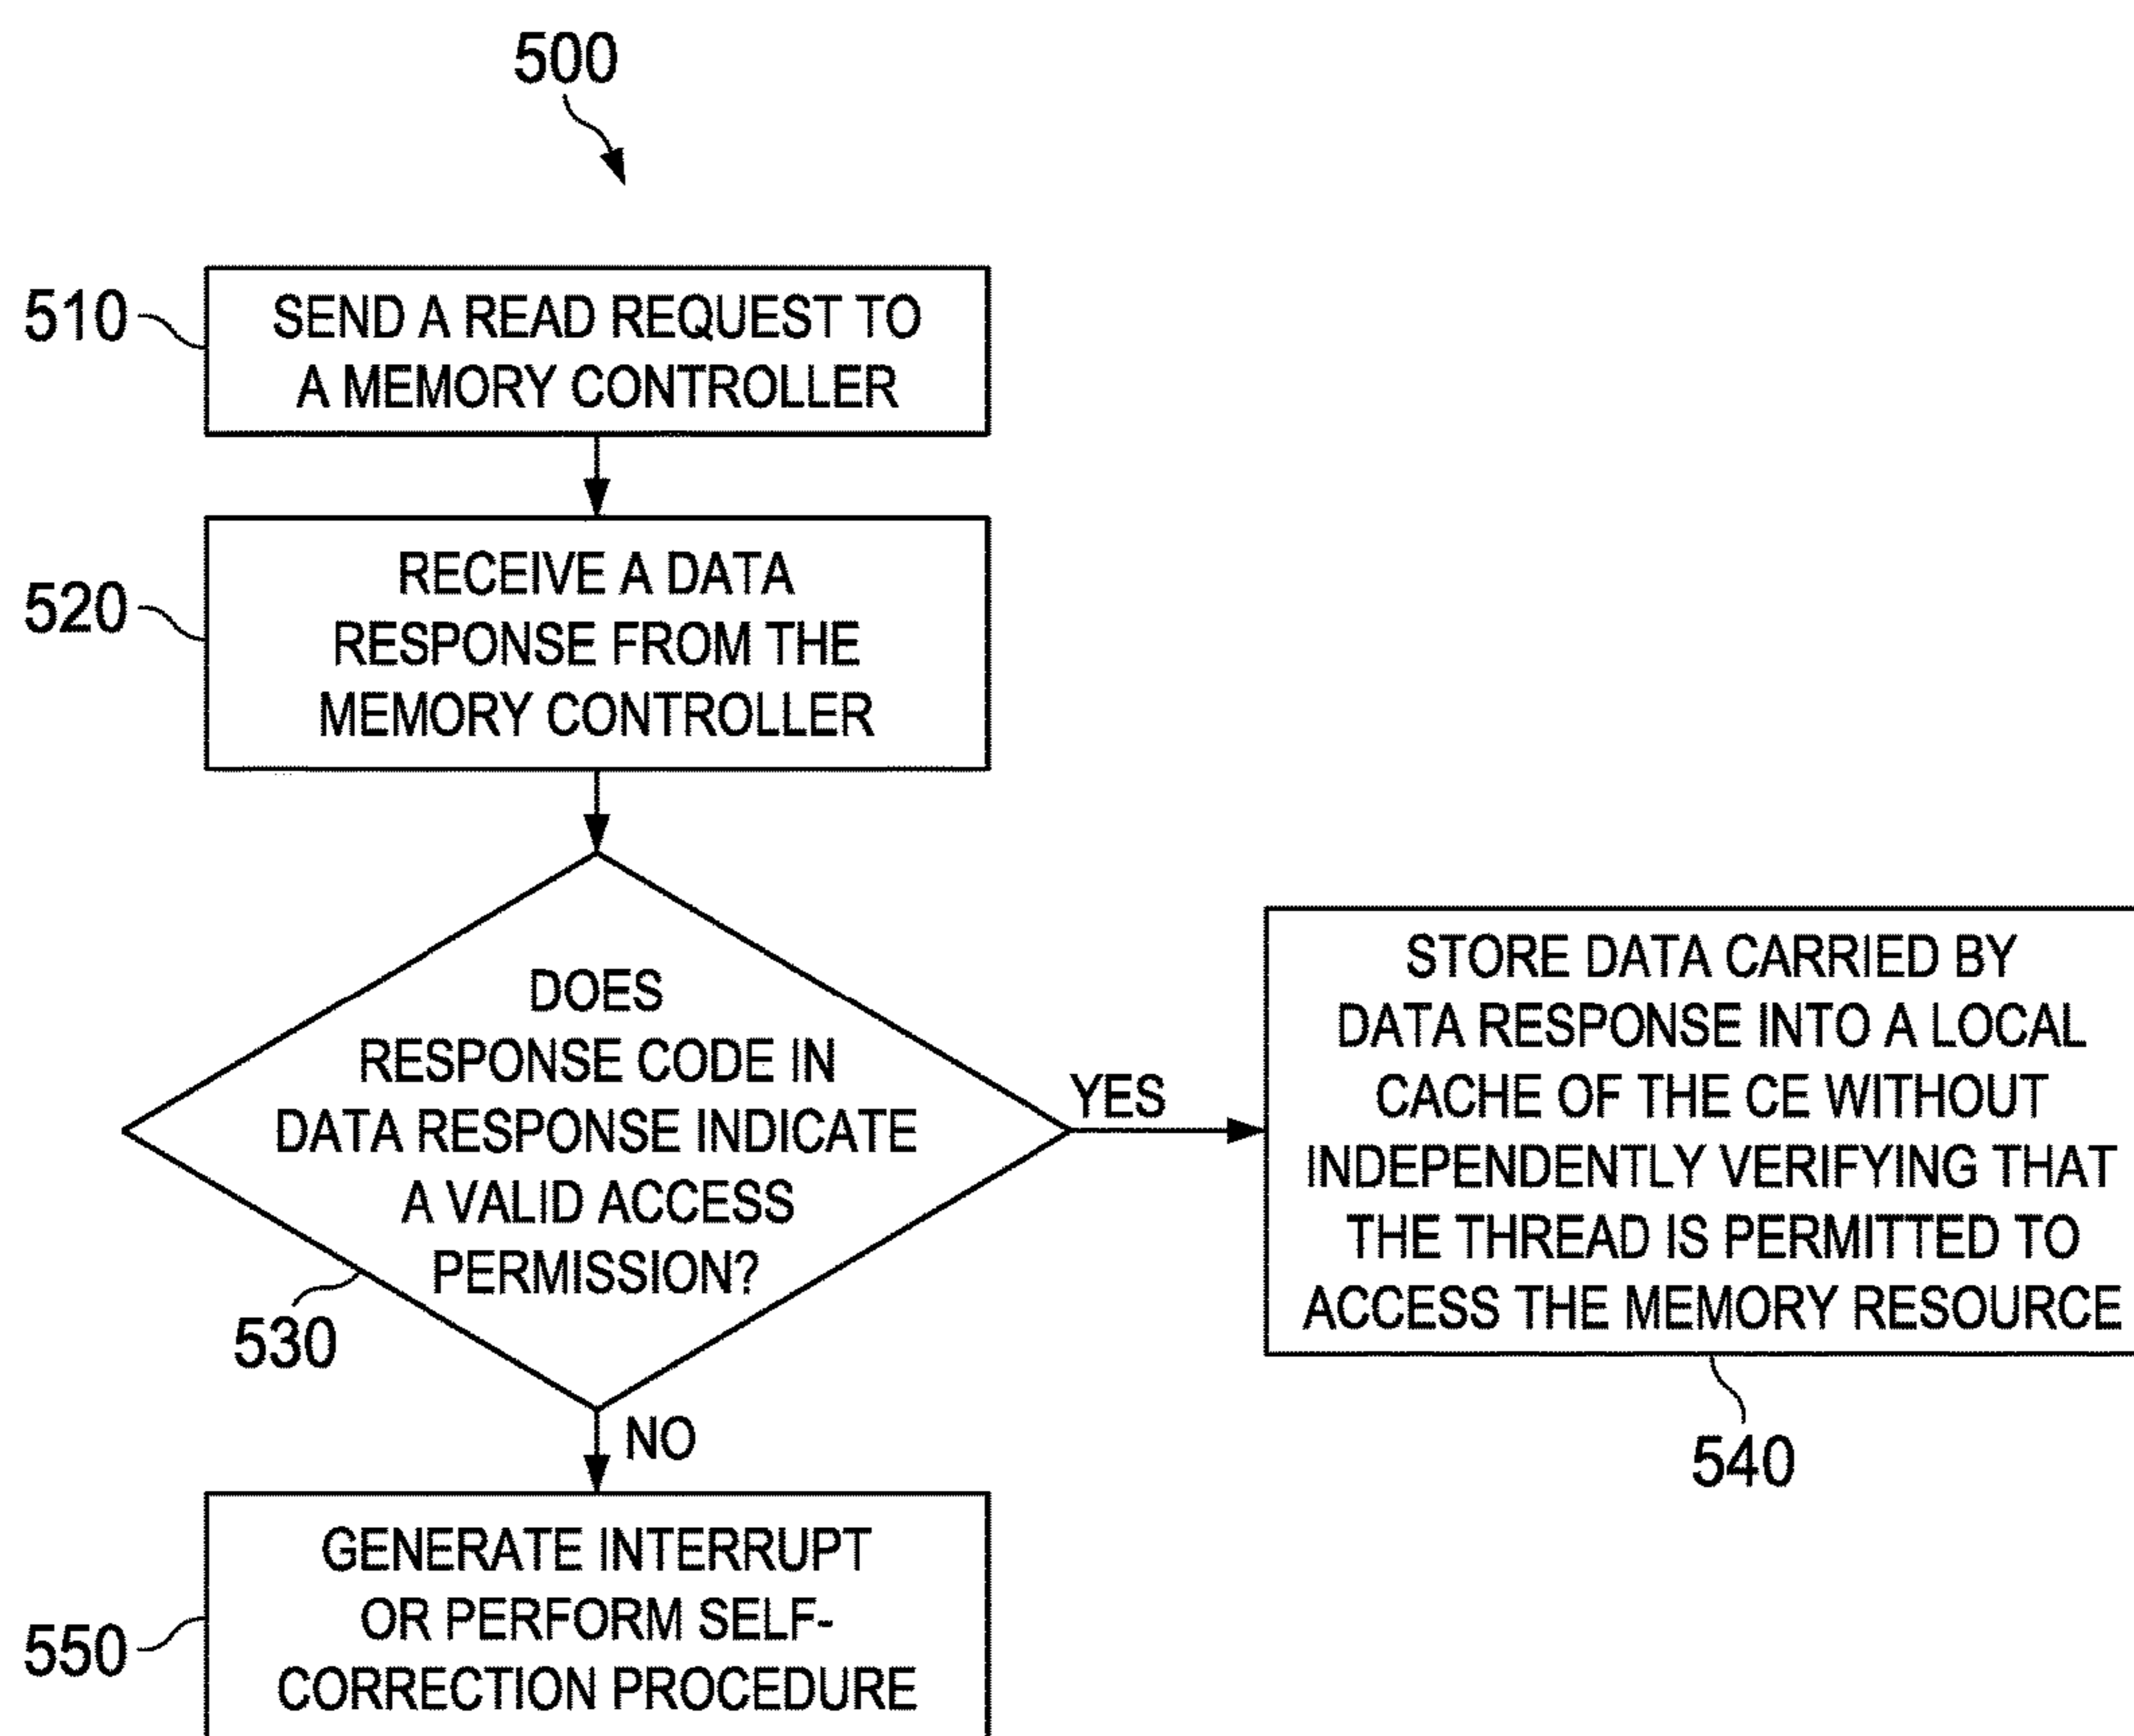 500
510
SEND A READ REQUEST TO
A MEMORY CONTROLLER
520
RECEIVE A DATA
RESPONSE FROM THE
MEMORY CONTROLLER
DOES
RESPONSE CODE IN
DATA RESPONSE INDICATE
A VALID ACCESS
PERMISSION?
530
YES
STORE DATA CARRIED BY
DATA RESPONSE INTO A LOCAL
CACHE OF THE CE WITHOUT
INDEPENDENTLY VERIFYING THAT
THE THREAD IS PERMITTED TO
ACCESS THE MEMORY RESOURCE
540
NO
550
GENERATE INTERRUPT
OR PERFORM SELF-
CORRECTION PROCEDURE